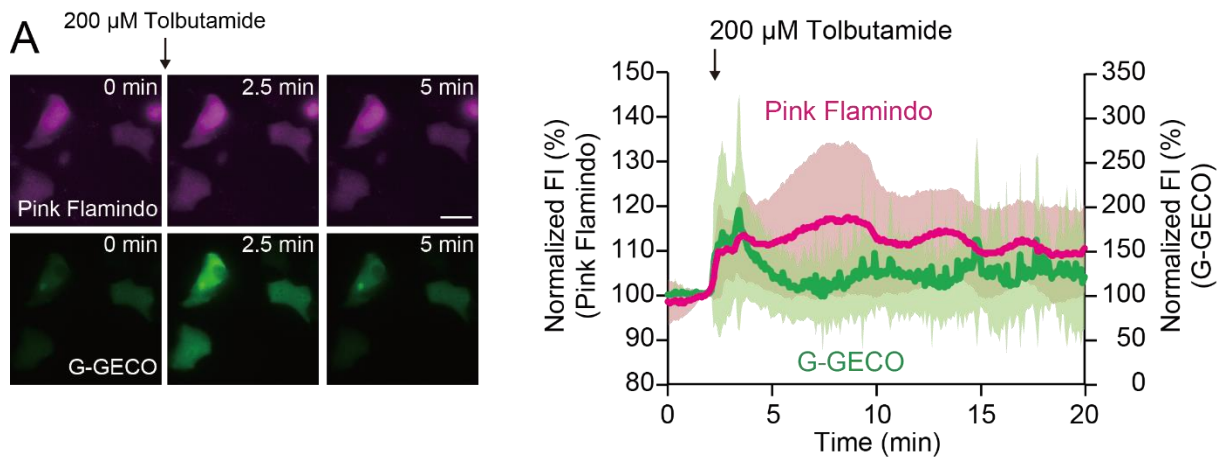 A
200 µM Tolbutamide
0 min
2.5 min
5 min
Pink Flamindo
0 min
2.5 min
5 min
G-GECO
200 µM Tolbutamide
Normalized FI (%)
(Pink Flamindo)
150
140
130
120
110
100
90
80
Pink Flamindo
G-GECO
350
300
250
200
150
100
50
0
Normalized FI (%)
(G-GECO)
0
5
10
15
20
Time (min)